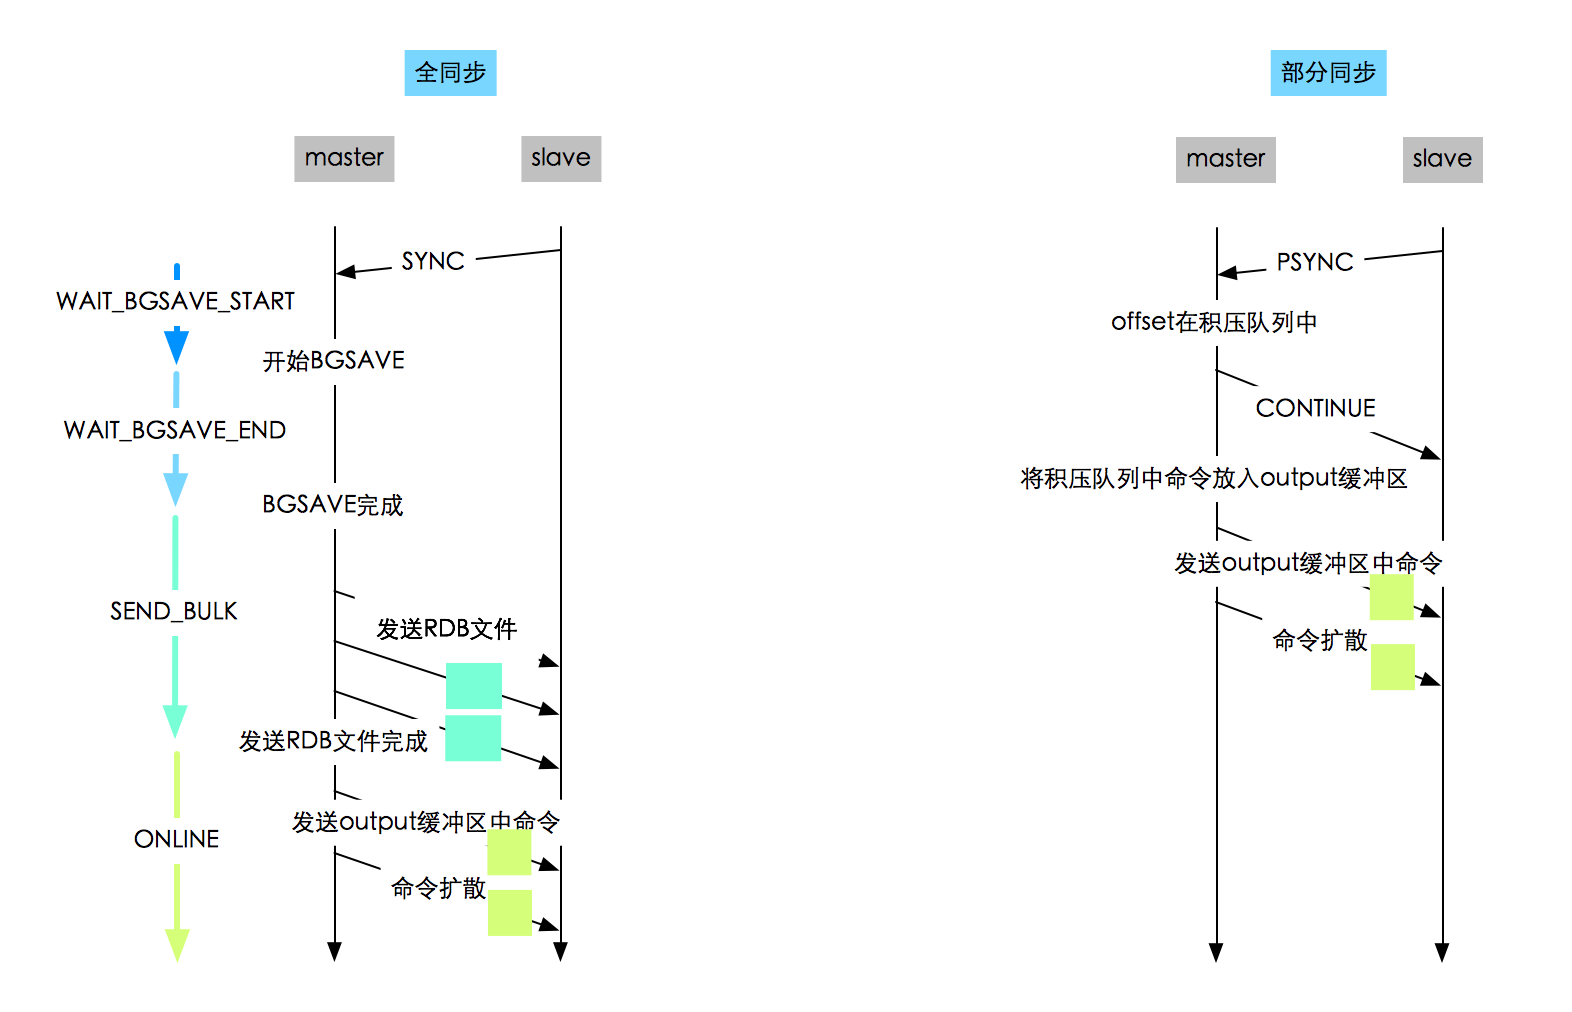 全同步
master
slave
SYNC
WAIT_BGSAVE_START
开始BGSAVE
WAIT_BGSAVE_END
BGSAVE完成
SEND_BULK
发送RDB文件
发送RDB文件完成
发送output缓冲区中命令
ONLINE
命令扩散
部分同步
master
slave
PSYNC
offset在积压队列中
CONTINUE
将积压队列中命令放入output缓冲区
发送output缓冲区中命令
命令扩散